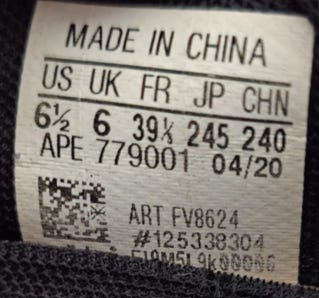 MADE IN CHINA
US UK FR JP CHN
6½ 6 39⅓ 245 240
APE 779001 04/20
ART FV8624
#125338304